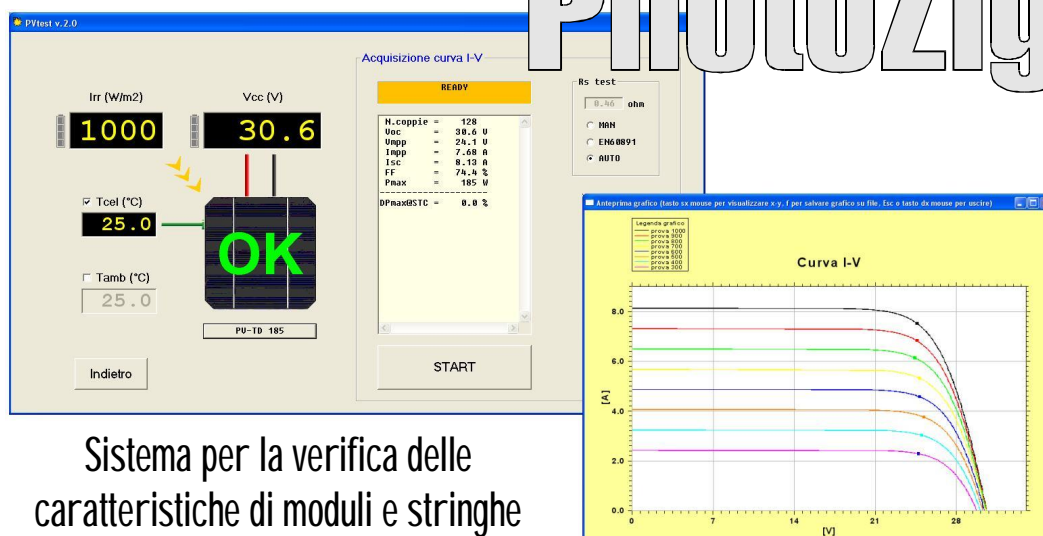 PVtest v.2.0
Acquisizione curva I-V
Irr (W/m2)
Vcc (V)
1000
30.6
Tcel (°C)
25.0
OK
Tamb (°C)
25.0
PV-TD 185
Indietro
READY
N.coppie = 128
Voc = 30.6 V
Vmpp = 24.1 V
Impp = 7.68 A
Isc = 8.13 A
FF = 74.4 %
Pmax = 185 W
--------------------
DPmax@STC = 0.0 %
START
Rs test
0.46 ohm
MAN
EN60891
AUTO
Anteprima grafico (tasto sx mouse per visualizzare x-y, f per salvare grafico su file, Esc o tasto dx mouse per uscire)
Legenda grafico
prova 1000
prova 900
prova 800
prova 700
prova 600
prova 500
prova 400
prova 300
Curva I-V
8.0
6.0
[A]
4.0
2.0
0.0
0 7 14 21 28
[V]
Sistema per la verifica delle
caratteristiche di moduli e stringhe